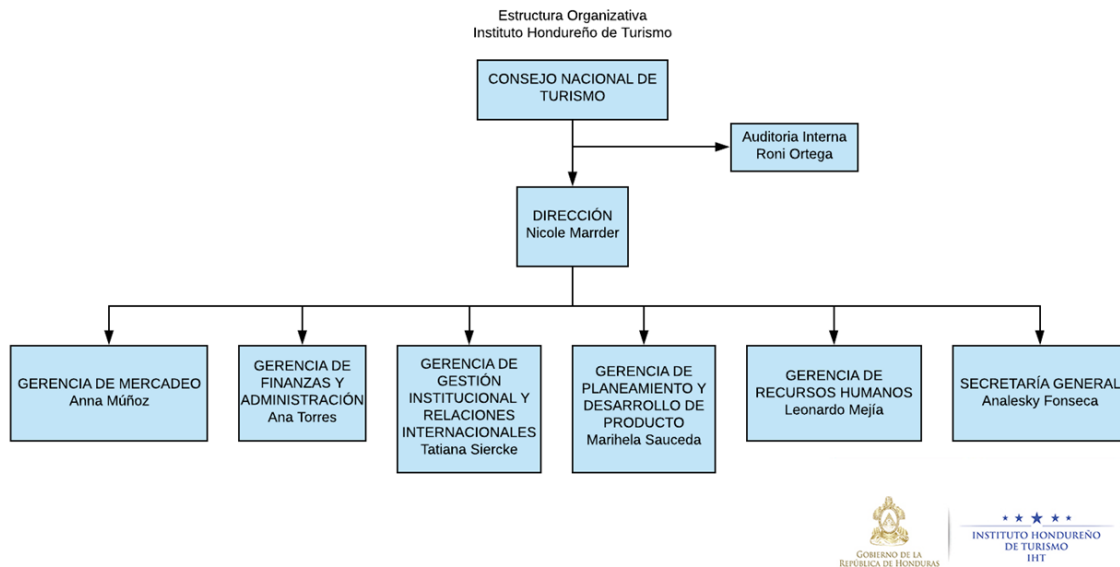 Estructura Organizativa
Instituto Hondureño de Turismo
CONSEJO NACIONAL DE
TURISMO
Auditoria Interna
Roni Ortega
DIRECCIÓN
Nicole Marrder
GERENCIA DE MERCADEO
Anna Múñoz
GERENCIA DE
FINANZAS Y
ADMINISTRACIÓN
Ana Torres
GERENCIA DE
GESTIÓN
INSTITUCIONAL Y
RELACIONES
INTERNACIONALES
Tatiana Siercke
GERENCIA DE
PLANEAMIENTO Y
DESARROLLO DE
PRODUCTO
Marihela Sauceda
GERENCIA DE
RECURSOS HUMANOS
Leonardo Mejía
SECRETARÍA GENERAL
Analesky Fonseca
GOBIERNO DE LA
REPÚBLICA DE HONDURAS
INSTITUTO HONDUREÑO
DE TURISMO
IHT